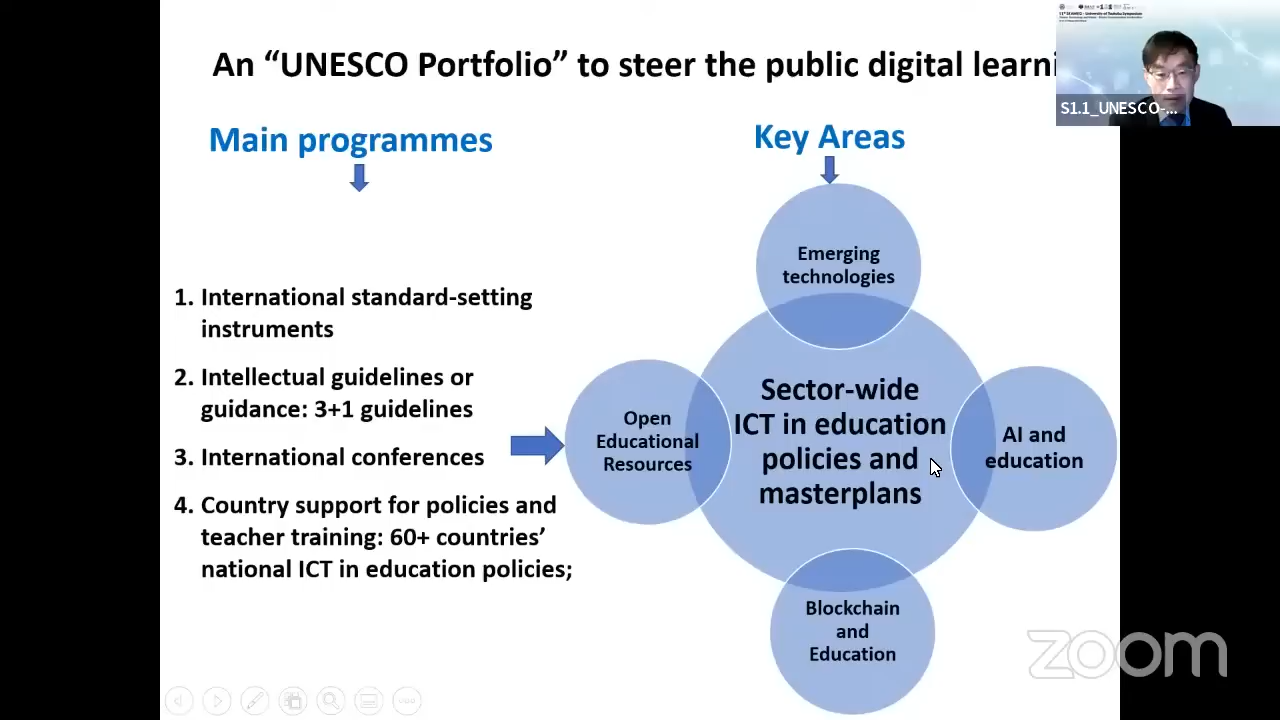 An “UNESCO Portfolio” to steer the public digital learni
S1.1_UNESCO-...
Main programmes
Key Areas
1. International standard-setting
instruments
2. Intellectual guidelines or
guidance: 3+1 guidelines
3. International conferences
4. Country support for policies and
teacher training: 60+ countries’
national ICT in education policies;
Emerging
technologies
Open
Educational
Resources
Sector-wide
ICT in education
policies and
masterplans
AI and
education
Blockchain
and
Education
zoom